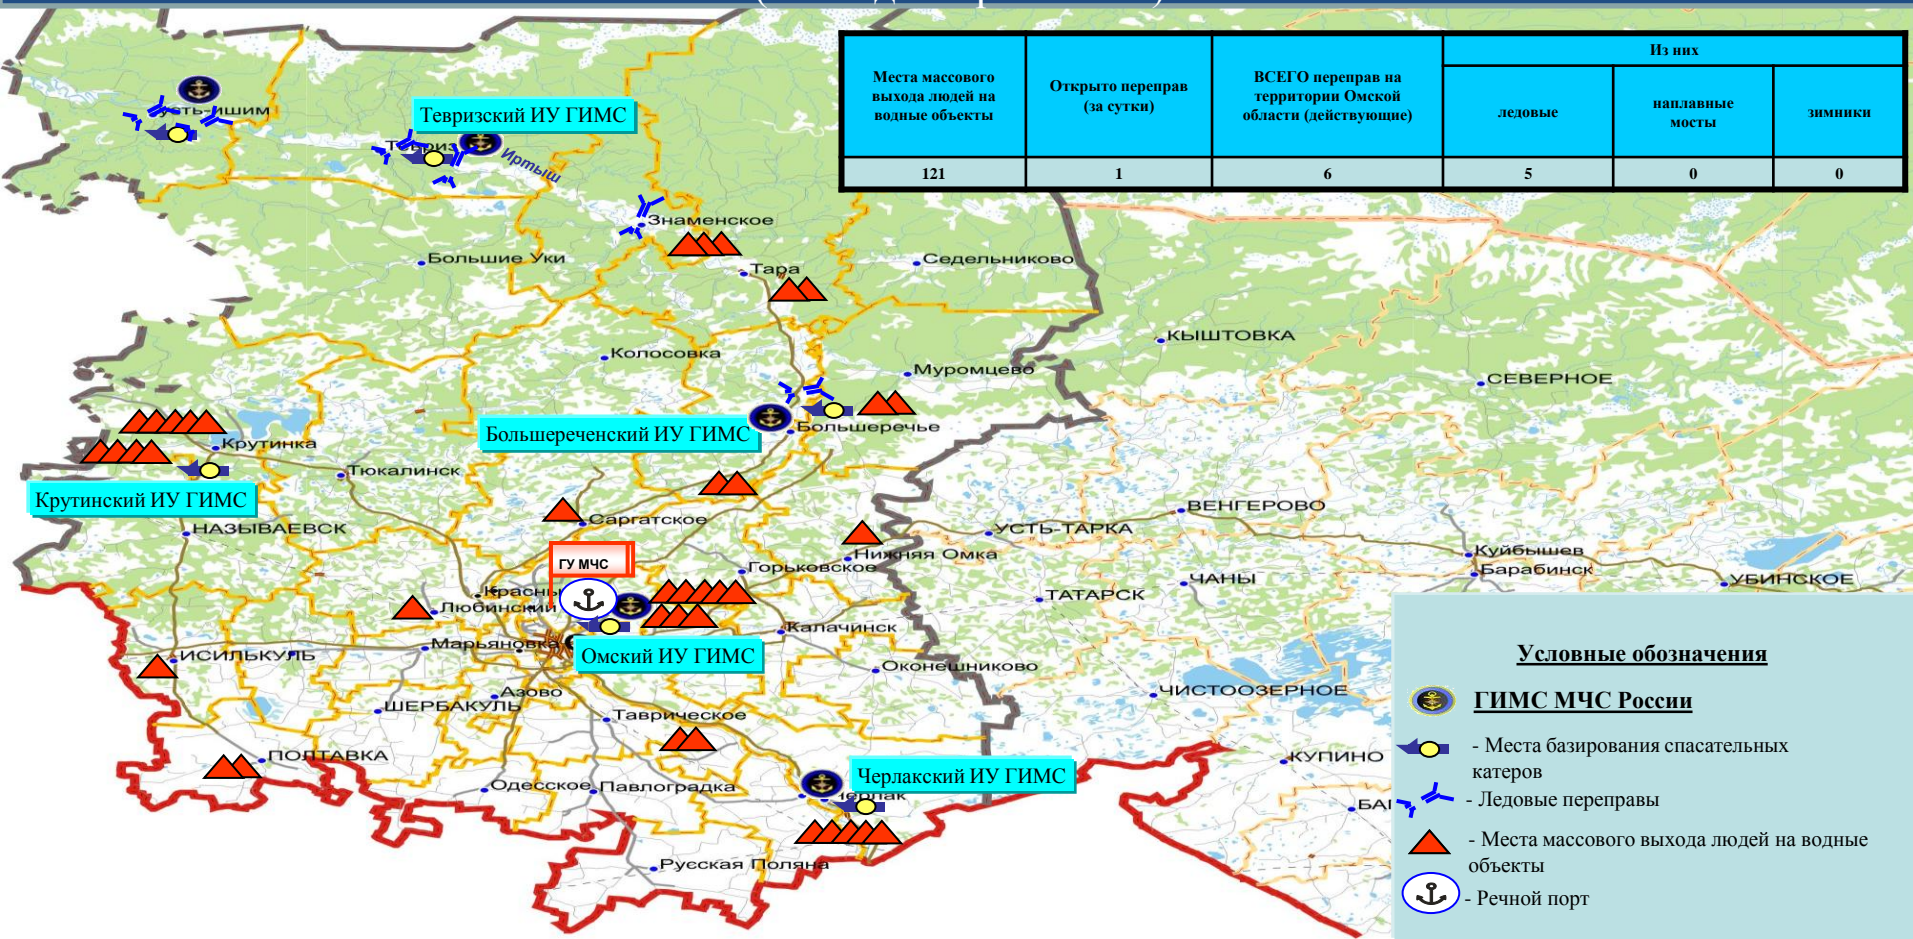 Из них
Места массового
выхода людей на
водные объекты
Открыто переправ
(за сутки)
ВСЕГО переправ на
территории Омской
области (действующие)
ледовые
наплавные
мосты
зимники
121
1
6
5
0
0
Тевризский ИУ ГИМС
Иртыш
Знаменское
Большие Уки
Тара
Седельниково
КЫШТОВКА
Колосовка
Муромцево
СЕВЕРНОЕ
Большереченский ИУ ГИМС
Большеречье
Крутинка
Тюкалинск
Крутинский ИУ ГИМС
НАЗЫВАЕВСК
Саргатское
ВЕНГЕРОВО
УСТЬ-ТАРКА
Нижняя Омка
Куйбышев
Барабинск
ГУ МЧС
Горьковское
ЧАНЫ
УБИНСКОЕ
Любинский
ТАТАРСК
Калачинск
Марьяновка
ИСИЛЬКУЛЬ
Омский ИУ ГИМС
Оконешниково
Азово
ЧИСТООЗЕРНОЕ
ШЕРБАКУЛЬ
Таврическое
ПОЛТАВКА
КУПИНО
Черлакский ИУ ГИМС
Одесское
Павлоградка
Русская Поляна
Условные обозначения
ГИМС МЧС России
- Места базирования спасательных
катеров
- Ледовые переправы
- Места массового выхода людей на водные
объекты
- Речной порт